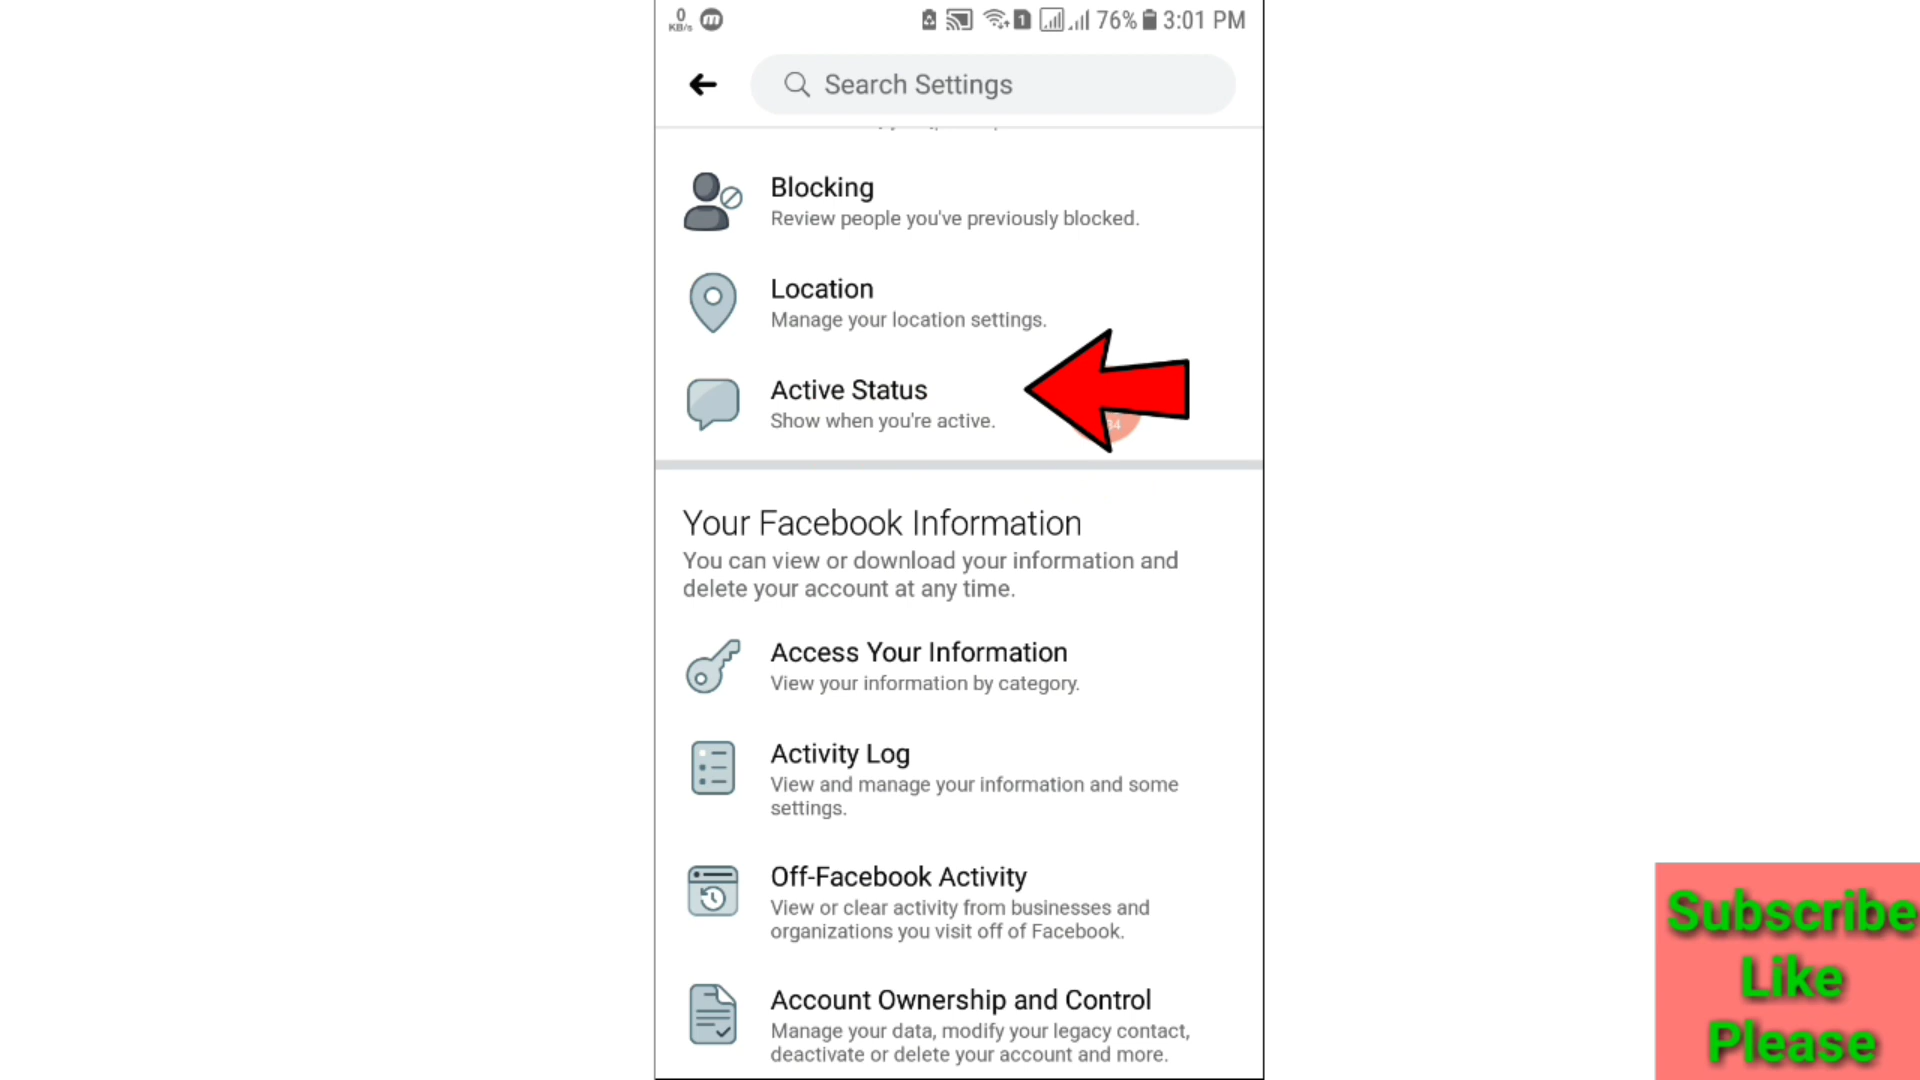 0
KB/s
1
76%
3:01 PM
Search Settings
Blocking
Review people you've previously blocked.
Location
Manage your location settings.
Active Status
Show when you're active.
Your Facebook Information
You can view or download your information and
delete your account at any time.
Access Your Information
View your information by category.
Activity Log
View and manage your information and some
settings.
Off-Facebook Activity
View or clear activity from businesses and
organizations you visit off of Facebook.
Account Ownership and Control
Manage your data, modify your legacy contact,
deactivate or delete your account and more.
Subscribe
Like
Please